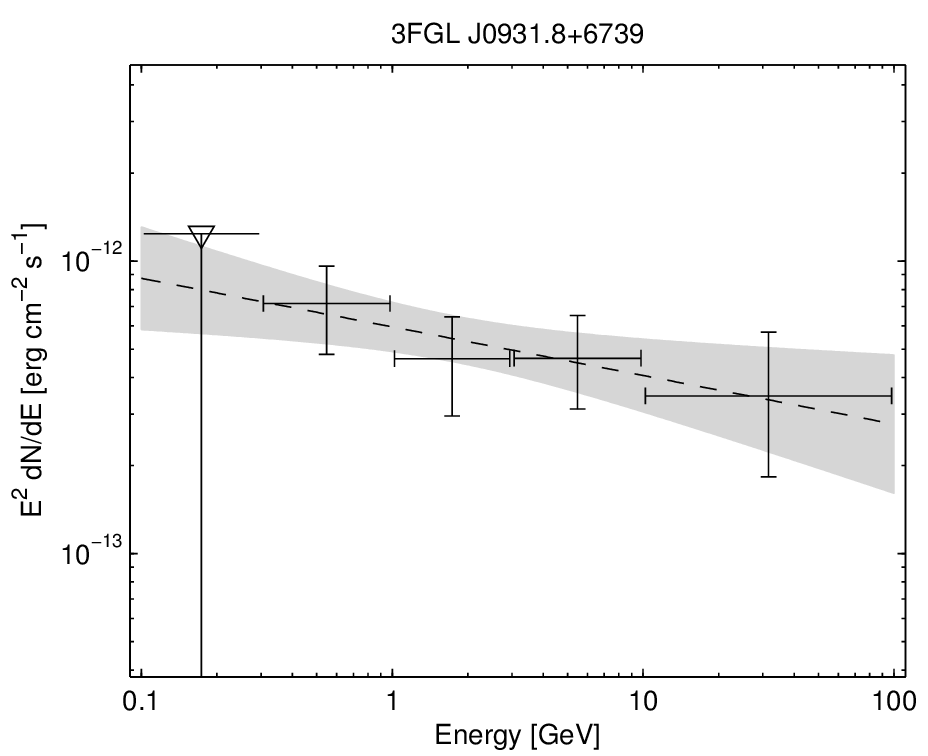 3FGL J0931.8+6739
E² dN/dE [erg cm⁻² s⁻¹]
10⁻¹²
10⁻¹³
0.1 1 10 100
Energy [GeV]